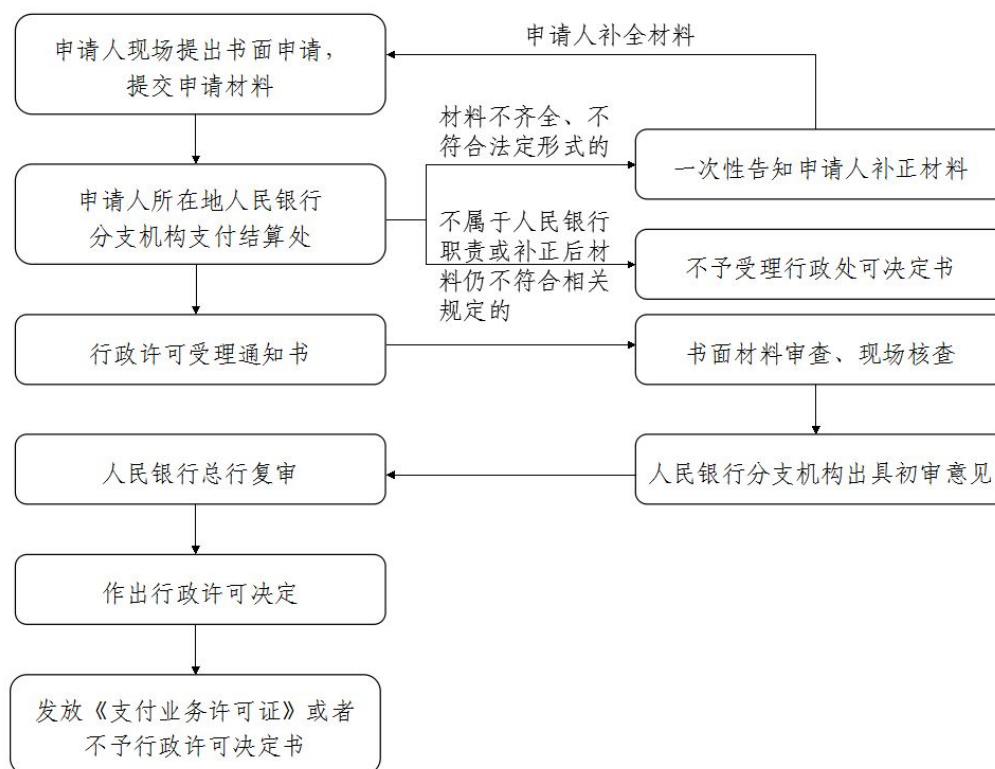 申请人现场提出书面申请，
提交申请材料
申请人补全材料
材料不齐全、不
符合法定形式的
一次性告知申请人补正材料
申请人所在地人民银行
分支机构支付结算处
不属于人民银行
职责或补正后材
料仍不符合相关
规定的
不予受理行政处可决定书
行政许可受理通知书
书面材料审查、现场核查
人民银行分支机构出具初审意见
人民银行总行复审
作出行政许可决定
发放《支付业务许可证》或者
不予行政许可决定书